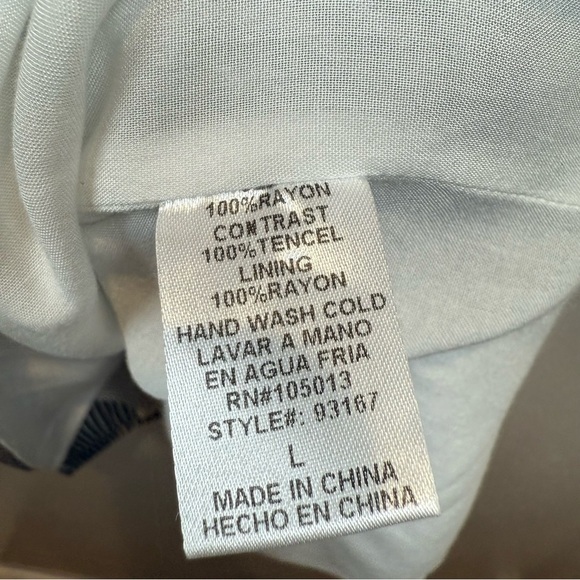 100%RAYON
CONTRAST
100%TENCEL
LINING
100%RAYON
HAND WASH COLD
LAVAR A MANO
EN AGUA FRIA
RN#105013
STYLE#: 93167
L
MADE IN CHINA
HECHO EN CHINA